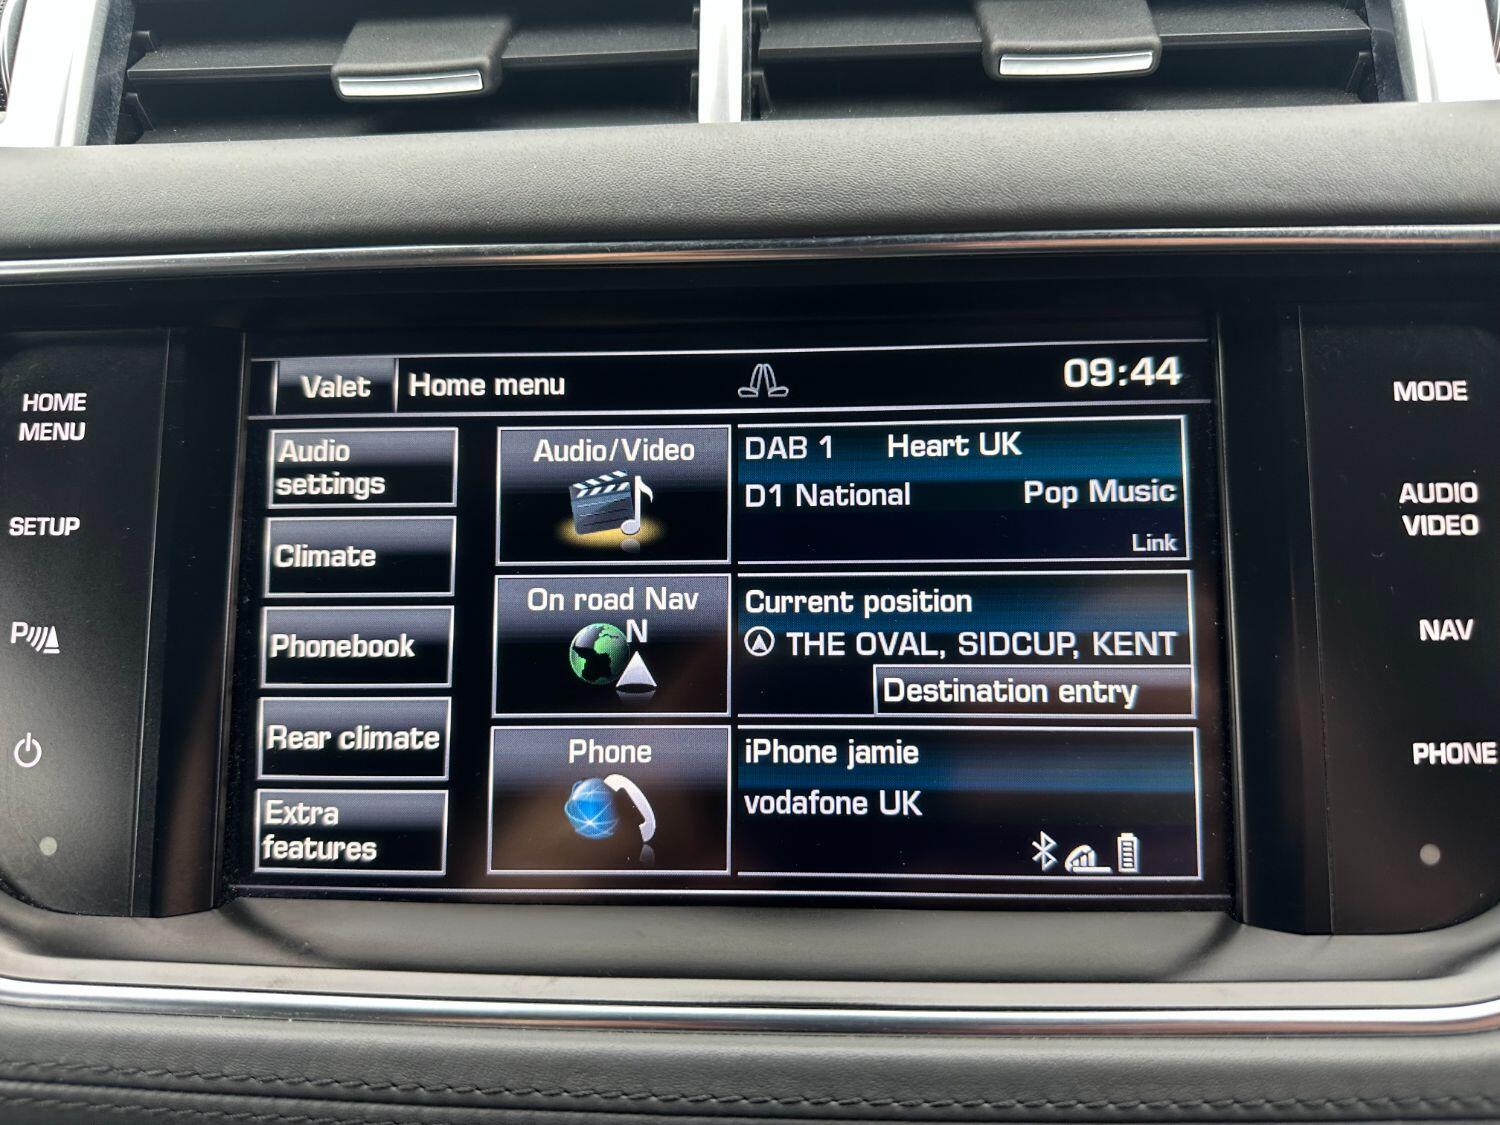 HOME
MENU
SETUP
P
Valet
Home menu
09:44
Audio
settings
Climate
Phonebook
Rear climate
Extra
features
Audio/Video
DAB 1 Heart UK
D1 National Pop Music
Link
On road Nav
N
Current position
THE OVAL, SIDCUP, KENT
Destination entry
Phone
iPhone jamie
vodafone UK
MODE
AUDIO
VIDEO
NAV
PHONE